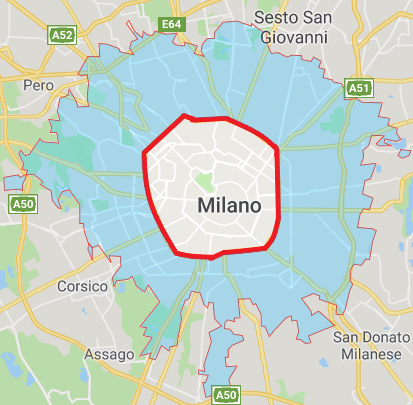 E64
Sesto San
Giovanni
A52
Pero
A51
A50
Milano
Corsico
Assago
San Donato
Milanese
A50